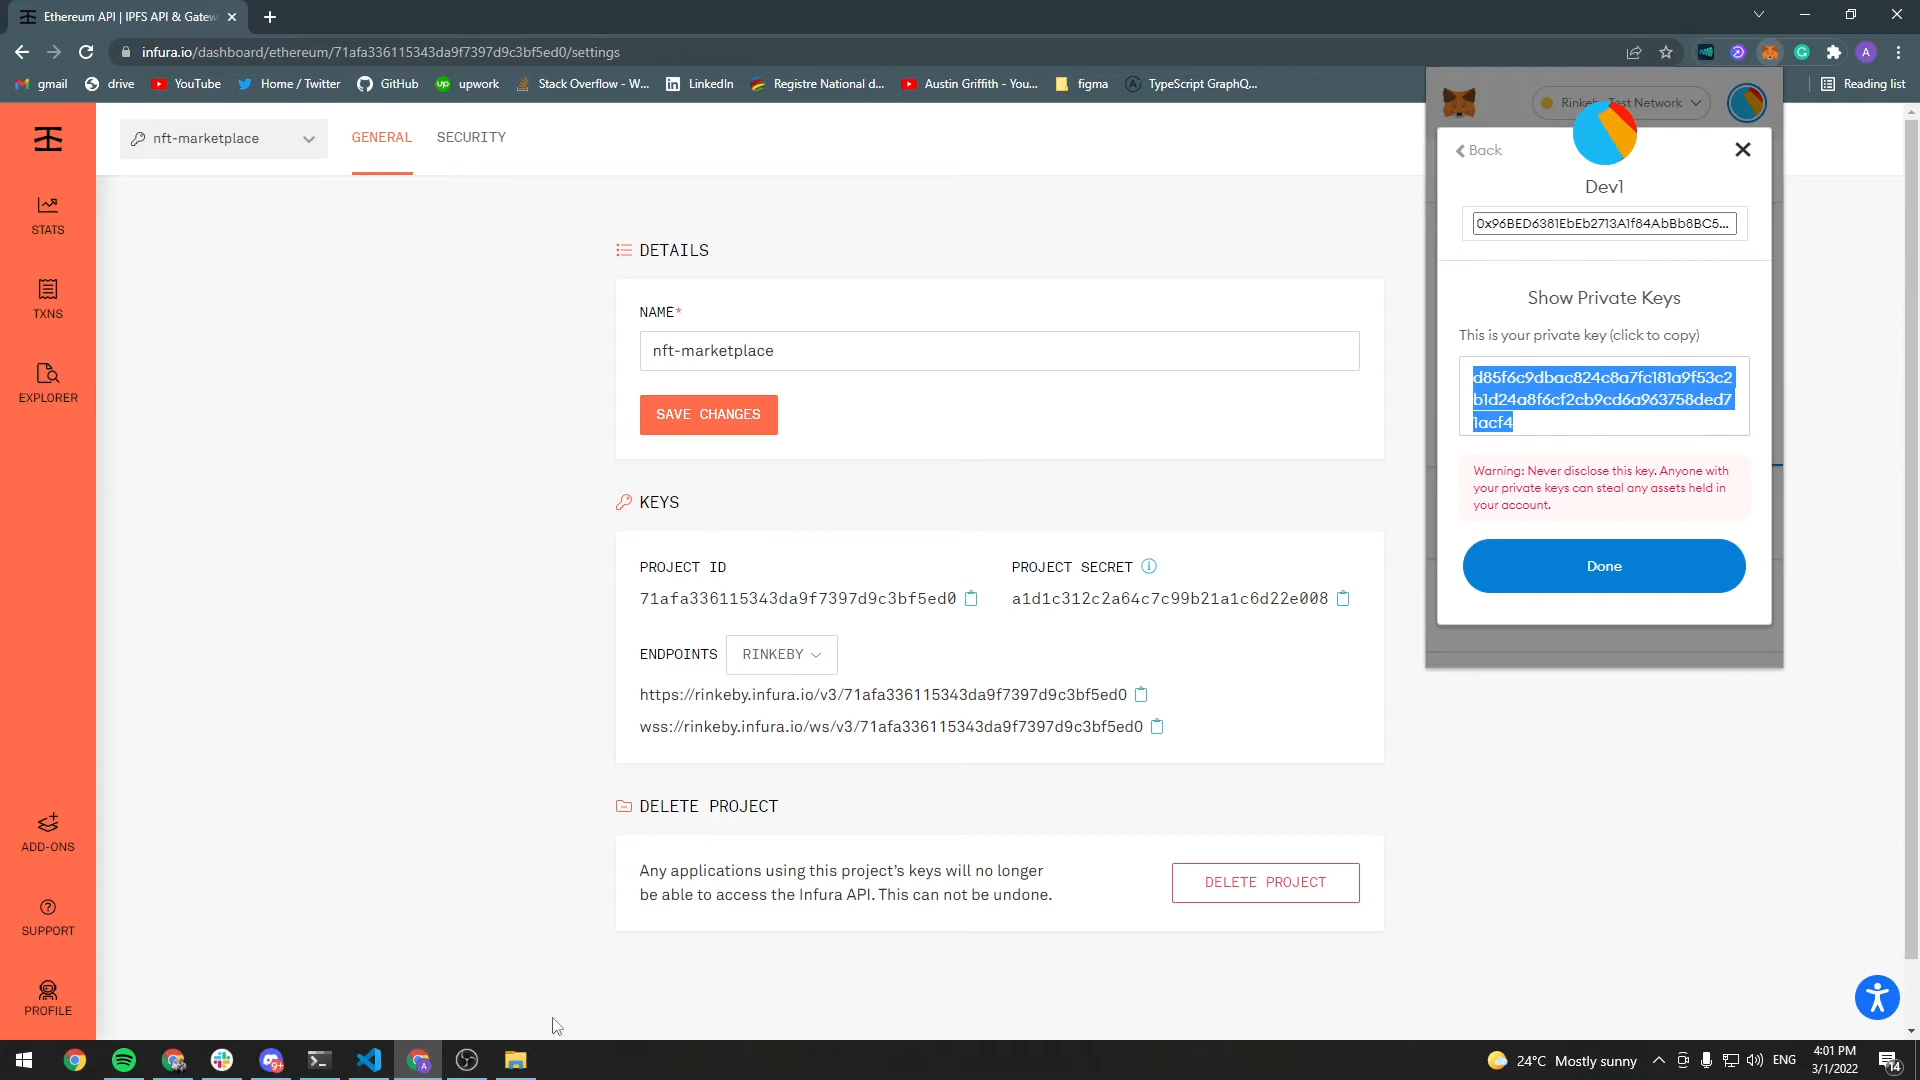 Ethereum API | IPFS API & Gatew
infura.io/dashboard/ethereum/71afa336115343da9f7397d9c3bf5ed0/settings
gmail drive YouTube Home / Twitter GitHub upwork Stack Overflow - W... LinkedIn Registre National d... Austin Griffith - You... figma TypeScript GraphQ... Reading list
nft-marketplace GENERAL SECURITY
STATS
TXNS
EXPLORER
ADD-ONS
SUPPORT
PROFILE
DETAILS
NAME*
nft-marketplace
SAVE CHANGES
KEYS
PROJECT ID PROJECT SECRET
71afa336115343da9f7397d9c3bf5ed0 a1d1c312c2a64c7c99b21a1c6d22e008
ENDPOINTS RINKEBY
https://rinkeby.infura.io/v3/71afa336115343da9f7397d9c3bf5ed0
wss://rinkeby.infura.io/ws/v3/71afa336115343da9f7397d9c3bf5ed0
DELETE PROJECT
Any applications using this project's keys will no longer
be able to access the Infura API. This can not be undone.
DELETE PROJECT
Test Network
Back
Dev1
0x96BED6381EbEb2713A1f84AbBb8BC5...
Show Private Keys
This is your private key (click to copy)
d85f6c9dbac824c8a7fc181a9f53c2
b1d24a8f6cf2cb9cd6a963758ded7
1acf4
Warning: Never disclose this key. Anyone with
your private keys can steal any assets held in
your account.
Done
24°C Mostly sunny ENG
4:01 PM
3/1/2022